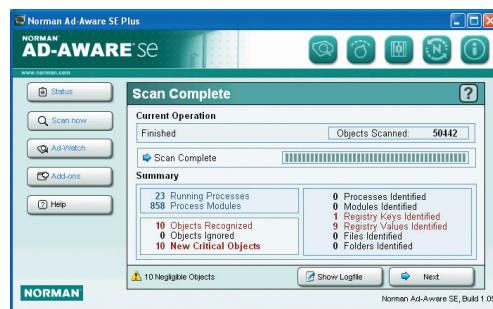 Norman Ad-Aware SE Plus
NORMAN
AD-AWARE SE
www.norman.com
Status
Scan now
Ad-Watch
Add-ons
Help
Scan Complete
?
Current Operation
Finished
Objects Scanned: 50442
Scan Complete
Summary
23 Running Processes
858 Process Modules
10 Objects Recognized
0 Objects Ignored
10 New Critical Objects
0 Processes Identified
0 Modules Identified
1 Registry Keys Identified
9 Registry Values Identified
0 Files Identified
0 Folders Identified
10 Negligible Objects
Show Logfile
Next
NORMAN
Norman Ad-Aware SE, Build 1.05